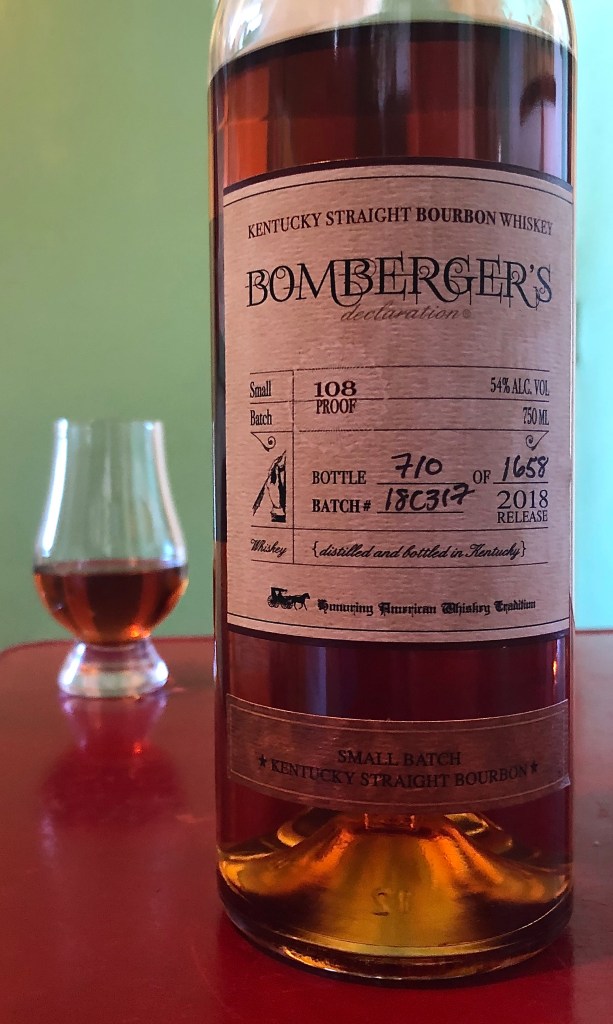 KENTUCKY STRAIGHT BOURBON WHISKEY
BOMBERGER'S
declaration®
Small Batch
108 PROOF
54% ALC. VOL
750 ML
BOTTLE 710 OF 1658
BATCH # 18C317
2018
RELEASE
Whiskey {distilled and bottled in Kentucky}
Honoring American Whiskey Tradition
SMALL BATCH
★ KENTUCKY STRAIGHT BOURBON ★